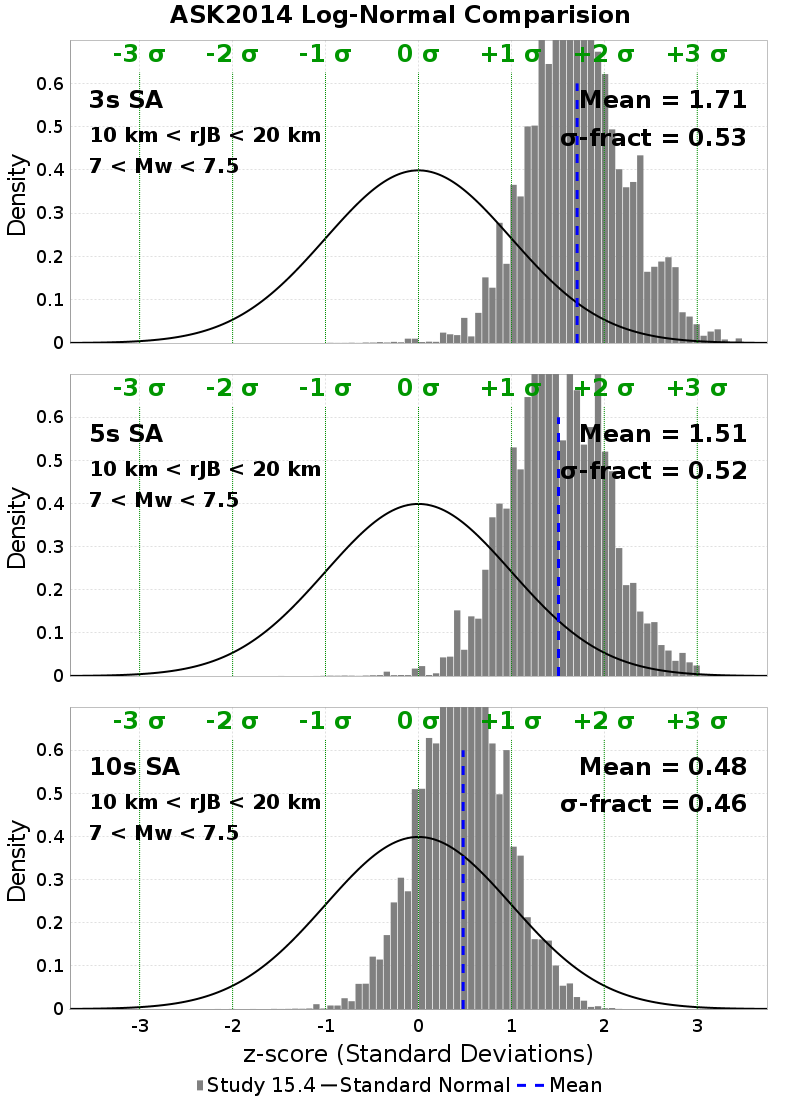 ASK2014 Log-Normal Comparision
-3 σ -2 σ -1 σ 0 σ +1 σ +2 σ +3 σ
3s SA
Mean = 1.71
10 km < rJB < 20 km
σ-fract = 0.53
7 < Mw < 7.5
Density
0.6
0.5
0.4
0.3
0.2
0.1
0
-3 σ -2 σ -1 σ 0 σ +1 σ +2 σ +3 σ
5s SA
Mean = 1.51
10 km < rJB < 20 km
σ-fract = 0.52
7 < Mw < 7.5
Density
0.6
0.5
0.4
0.3
0.2
0.1
0
-3 σ -2 σ -1 σ 0 σ +1 σ +2 σ +3 σ
10s SA
Mean = 0.48
10 km < rJB < 20 km
σ-fract = 0.46
7 < Mw < 7.5
Density
0.6
0.5
0.4
0.3
0.2
0.1
0
-3 -2 -1 0 1 2 3
z-score (Standard Deviations)
Study 15.4 Standard Normal Mean